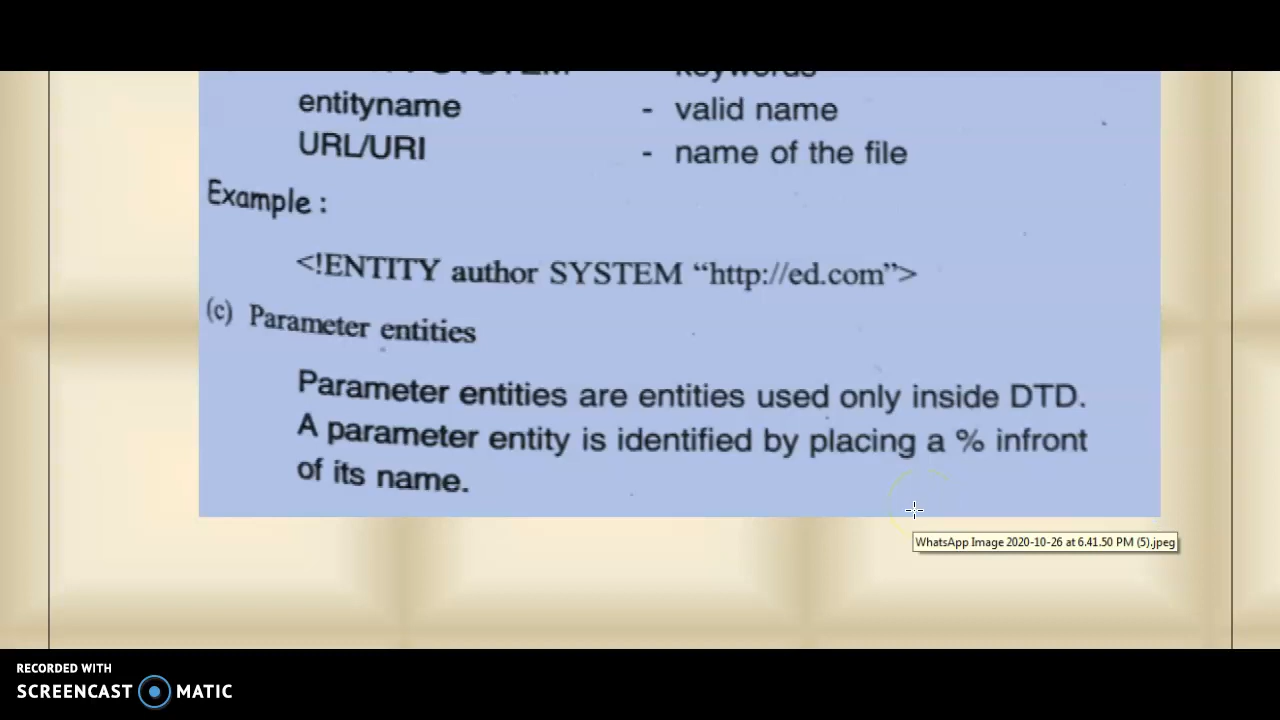 SYSTEM keywords
entityname - valid name
URL/URI - name of the file
Example :
<!ENTITY author SYSTEM “http://ed.com”>
(c) Parameter entities
Parameter entities are entities used only inside DTD.
A parameter entity is identified by placing a % infront
of its name.
WhatsApp Image 2020-10-26 at 6.41.50 PM (5).jpeg
RECORDED WITH
SCREENCAST MATIC